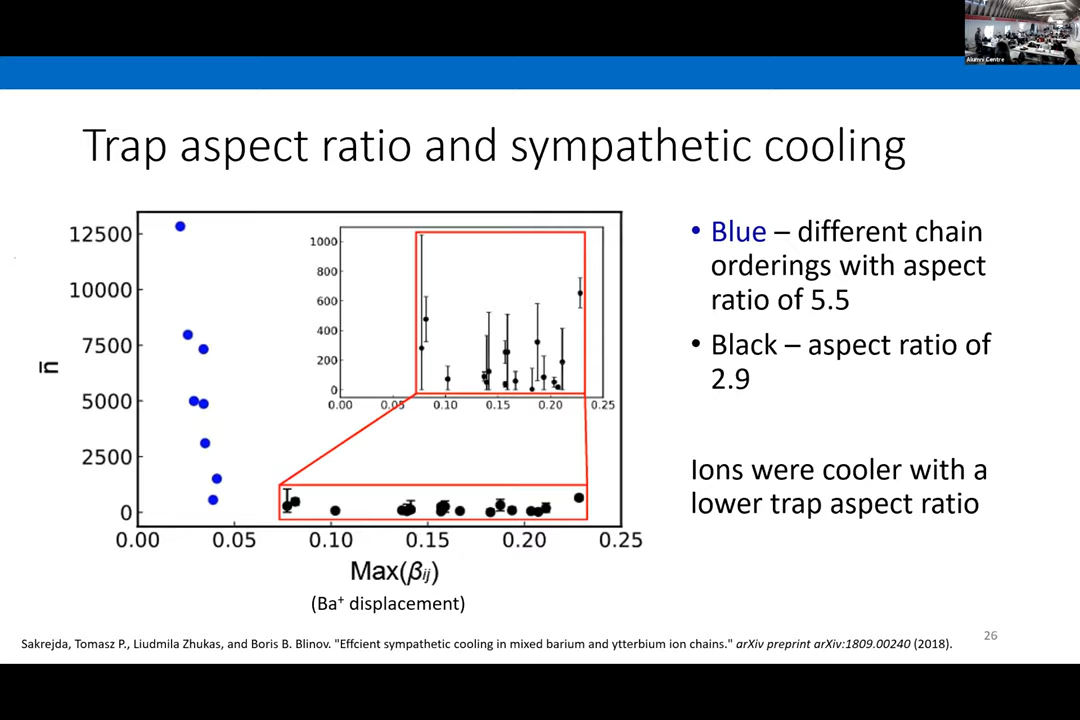 Alumni Centre
Trap aspect ratio and sympathetic cooling
n̄
12500
10000
7500
5000
2500
0
0.00
0.05
0.10
0.15
0.20
0.25
1000
800
600
400
200
0
0.00
0.05
0.10
0.15
0.20
0.25
Max(βij)
(Ba+ displacement)
• Blue – different chain
orderings with aspect
ratio of 5.5
• Black – aspect ratio of
2.9
Ions were cooler with a
lower trap aspect ratio
26
Sakrejda, Tomasz P., Liudmila Zhukas, and Boris B. Blinov. "Effcient sympathetic cooling in mixed barium and ytterbium ion chains." arXiv preprint arXiv:1809.00240 (2018).